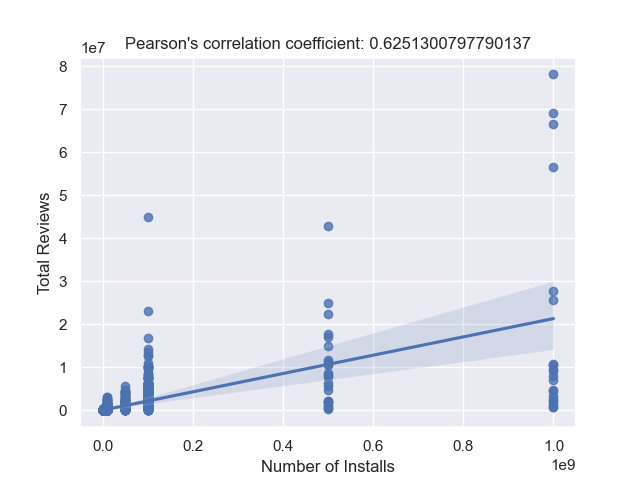 Pearson's correlation coefficient: 0.6251300797790137
1e7
8
7
6
5
4
3
2
1
0
Total Reviews
0.0 0.2 0.4 0.6 0.8 1.0
1e9
Number of Installs